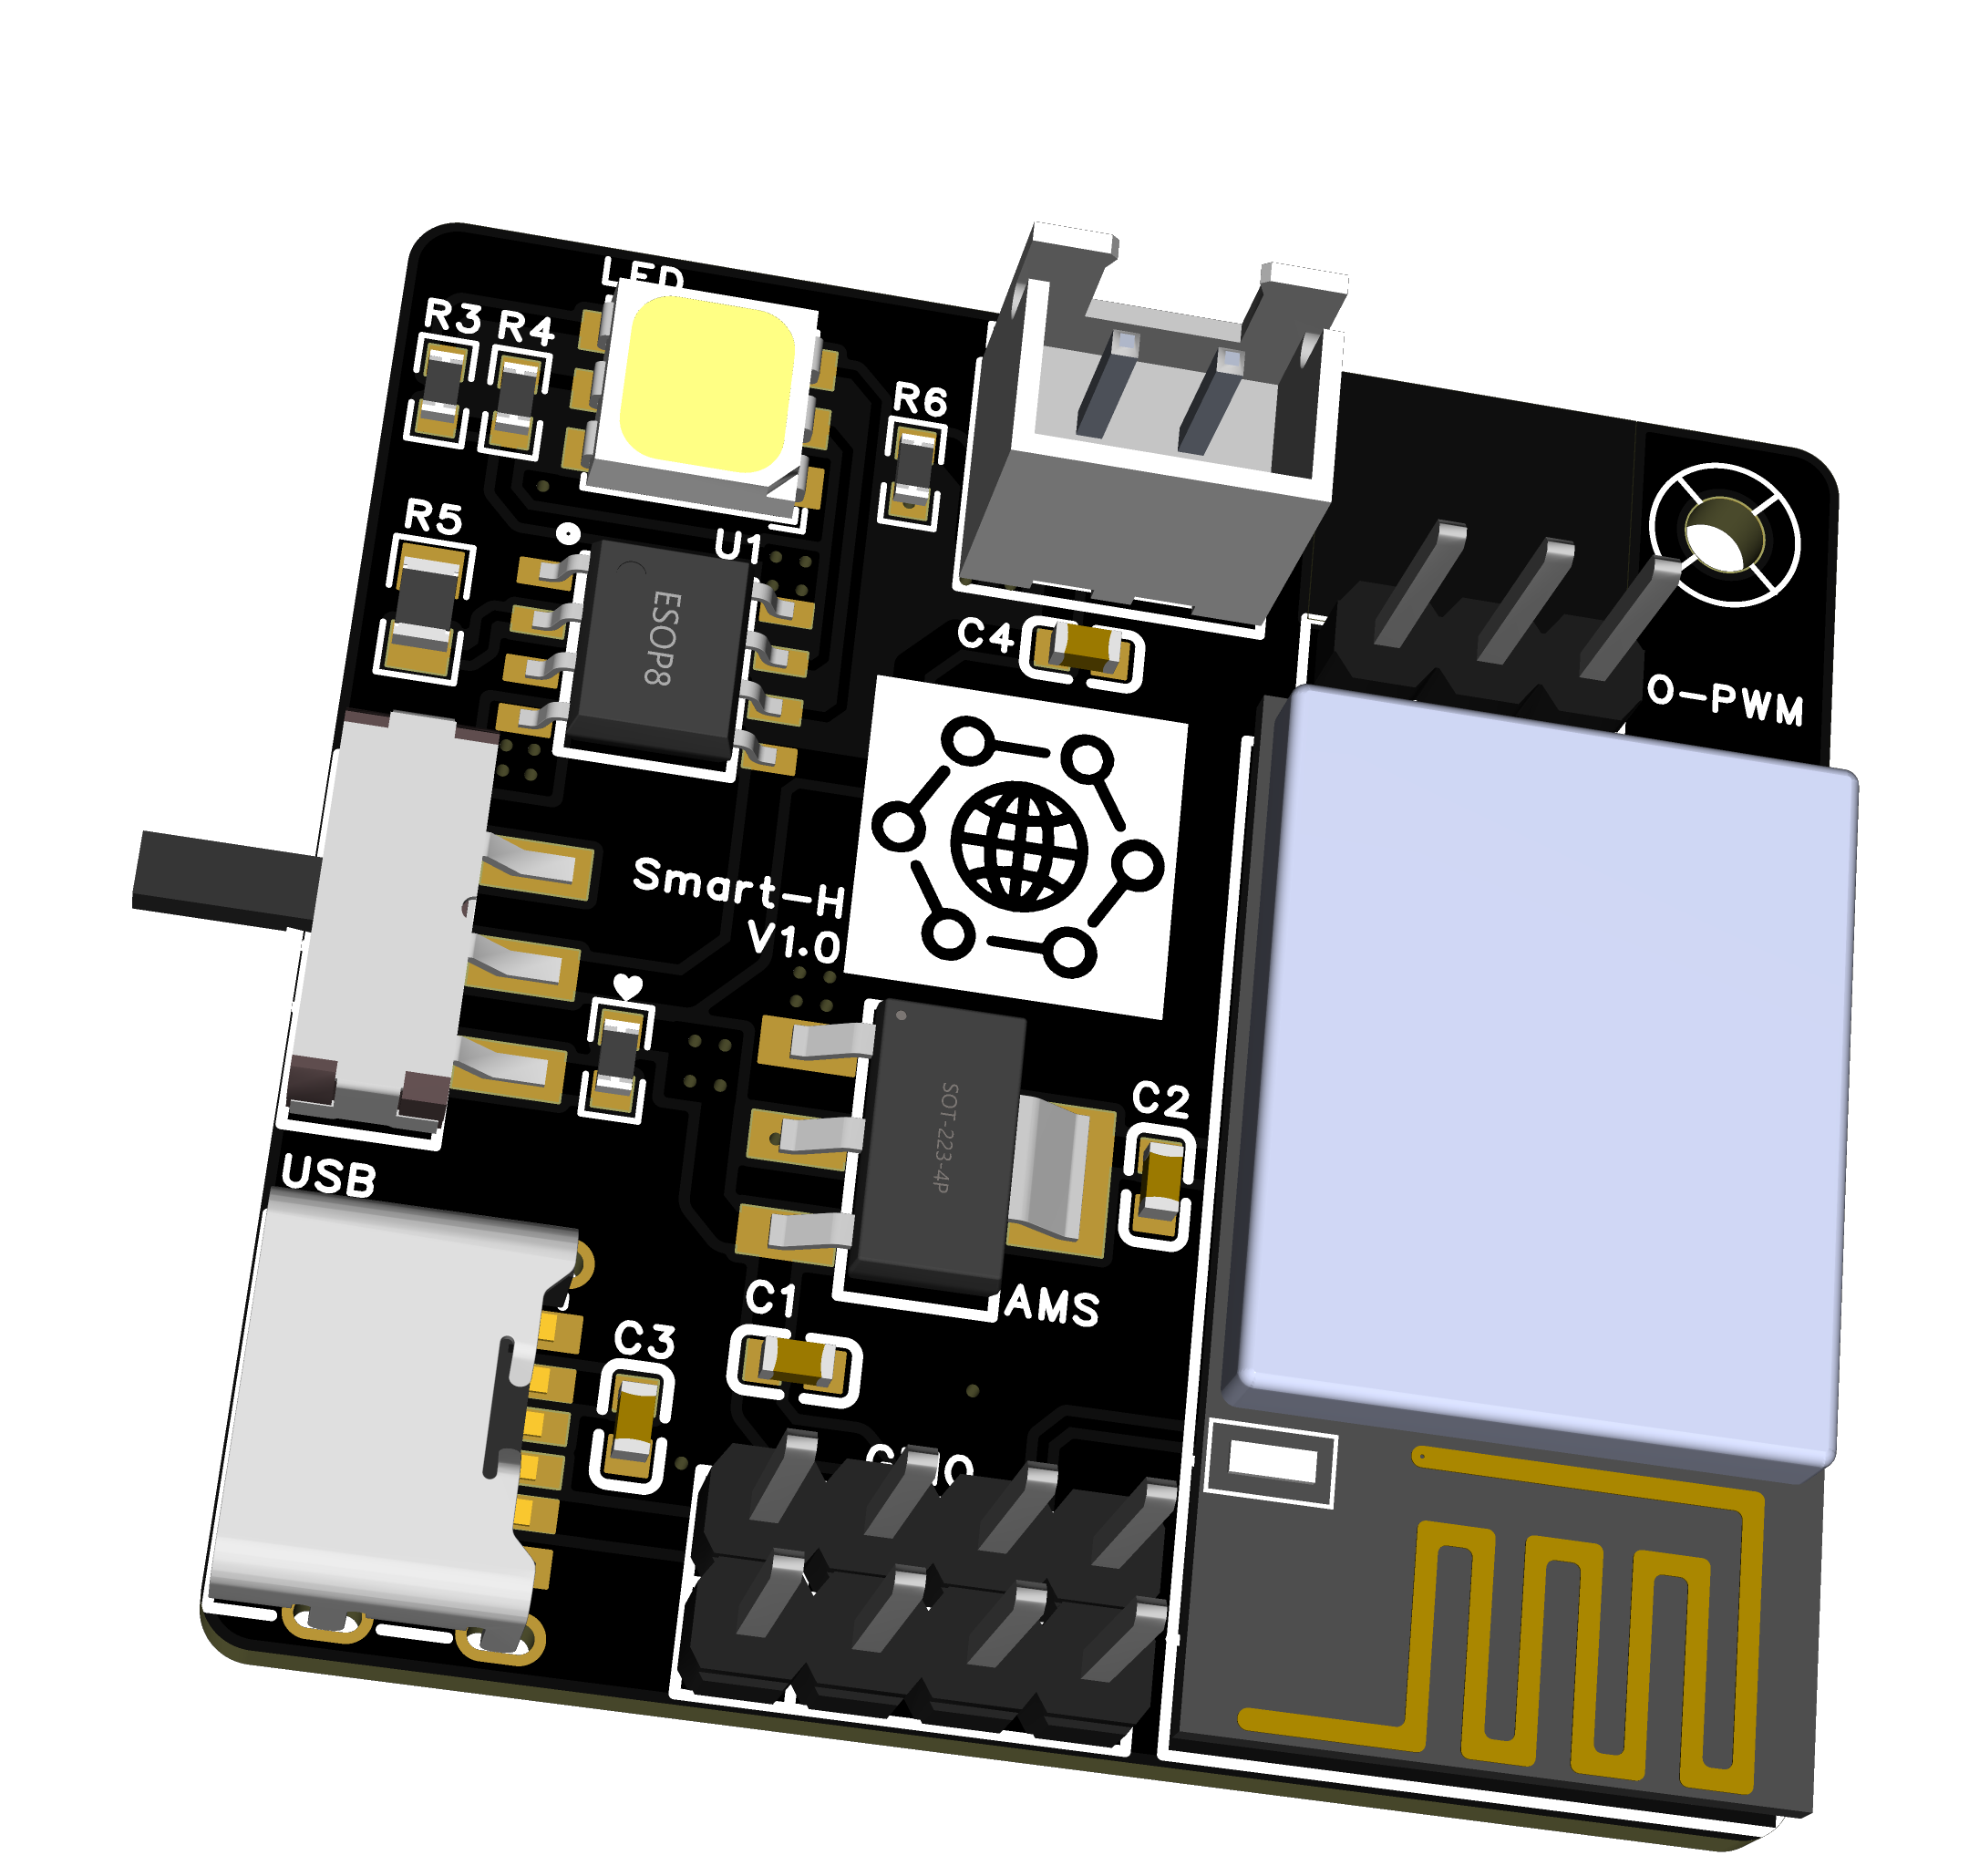 LED
R3
R4
R6
R5
U1
ESOP8
C4
O-PWM
Smart-H
V1.0
SOT-223-4P
C2
USB
AMS
C1
C3